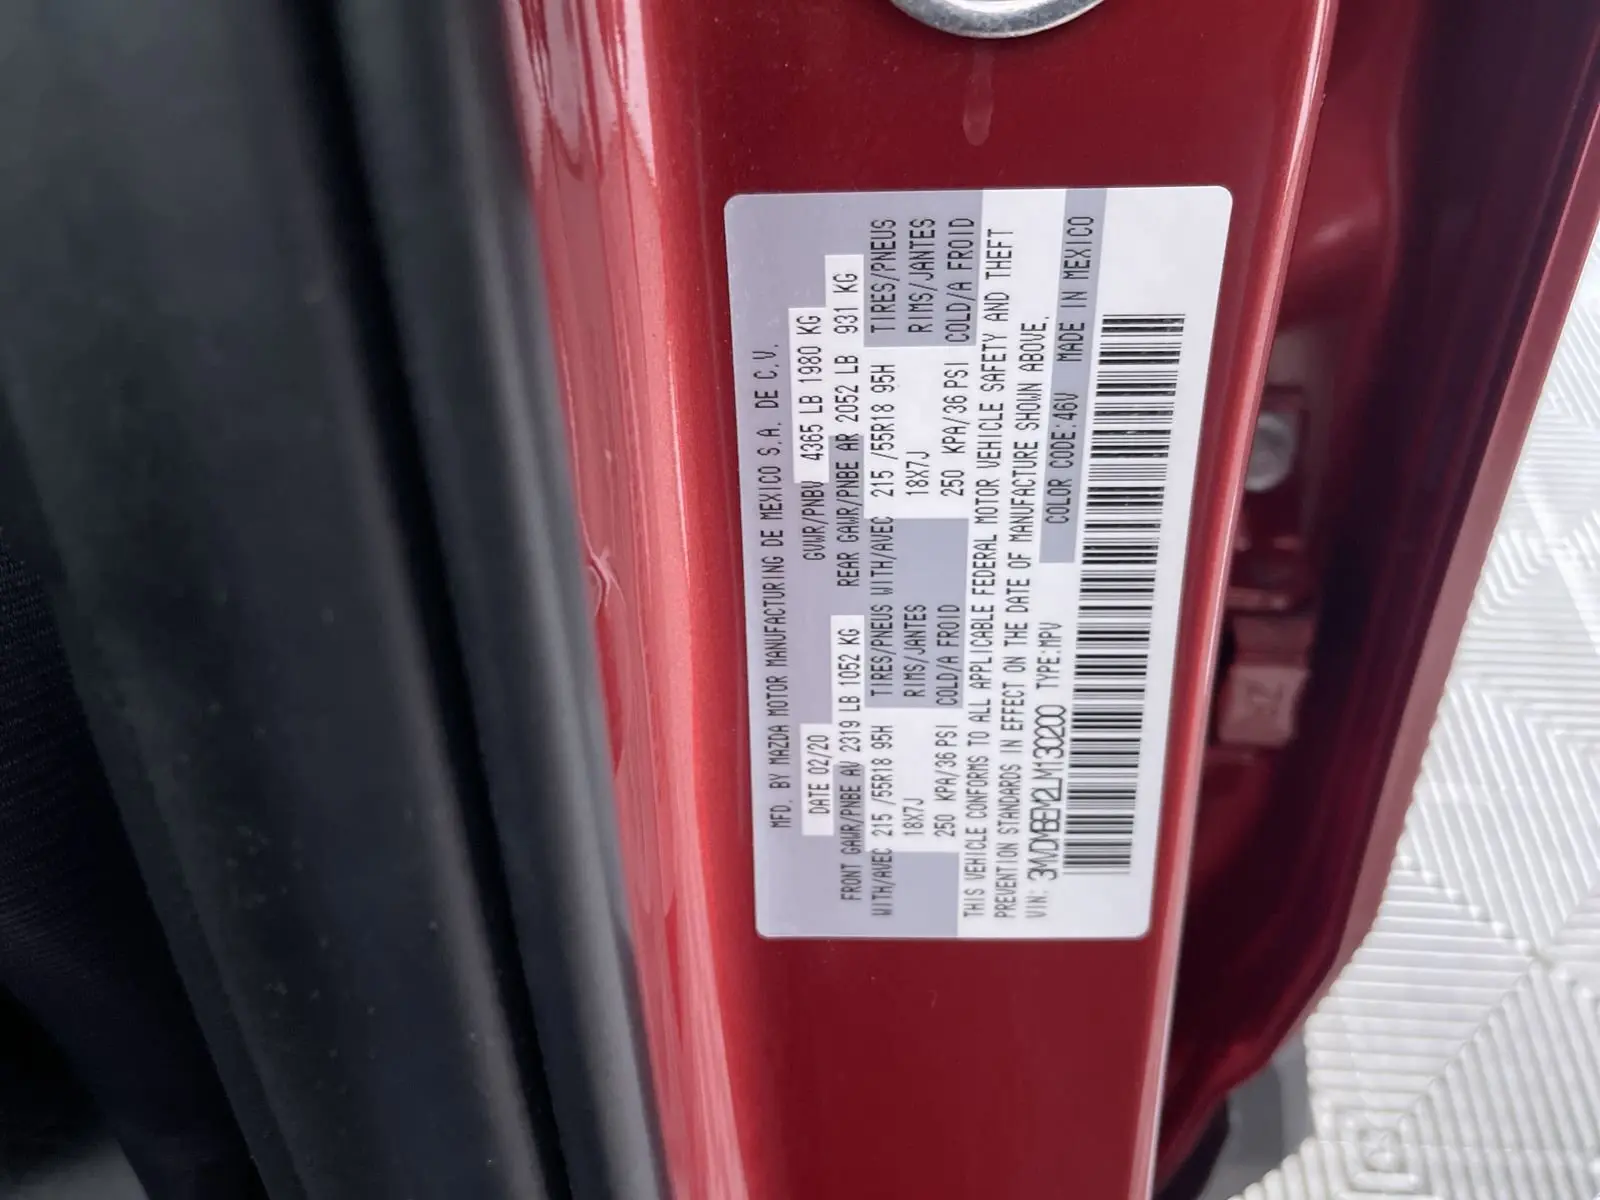 MFD. BY MAZDA MOTOR MANUFACTURING DE MEXICO S.A. DE C.V.
DATE 02/20 GVWR/PNBV 4365 LB 1980 KG
FRONT GAWR/PNBE AV 2319 LB 1052 KG REAR GAWR/PNBE AR 2052 LB 931 KG
WITH/AVEC 215 /55R18 95H TIRES/PNEUS WITH/AVEC 215 /55R18 95H TIRES/PNEUS
18X7J RIMS/JANTES 18X7J RIMS/JANTES
250 KPA/36 PSI COLD/A FROID 250 KPA/36 PSI COLD/A FROID
THIS VEHICLE CONFORMS TO ALL APPLICABLE FEDERAL MOTOR VEHICLE SAFETY AND THEFT
PREVENTION STANDARDS IN EFFECT ON THE DATE OF MANUFACTURE SHOWN ABOVE.
VIN: 3MVDMBEM2LM130200 TYPE:MPV COLOR CODE:46V MADE IN MEXICO